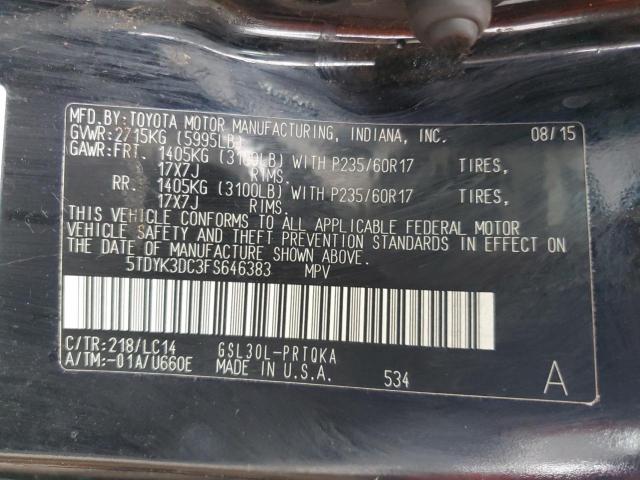 MFD.BY:TOYOTA MOTOR MANUFACTURING, INDIANA, INC. 08/15
GVWR:2715KG (5995LB)
GAWR:FRT. 1405KG (3100LB) WITH P235/60R17 TIRES,
17X7J RIMS.
RR. 1405KG (3100LB) WITH P235/60R17 TIRES,
17X7J RIMS.
THIS VEHICLE CONFORMS TO ALL APPLICABLE FEDERAL MOTOR
VEHICLE SAFETY AND THEFT PREVENTION STANDARDS IN EFFECT ON
THE DATE OF MANUFACTURE SHOWN ABOVE.
5TDYK3DC3FS646383 MPV
C/TR:218/LC14 GSL30L-PRTQKA
A/TM:-01A/U660E MADE IN U.S.A. 534 A